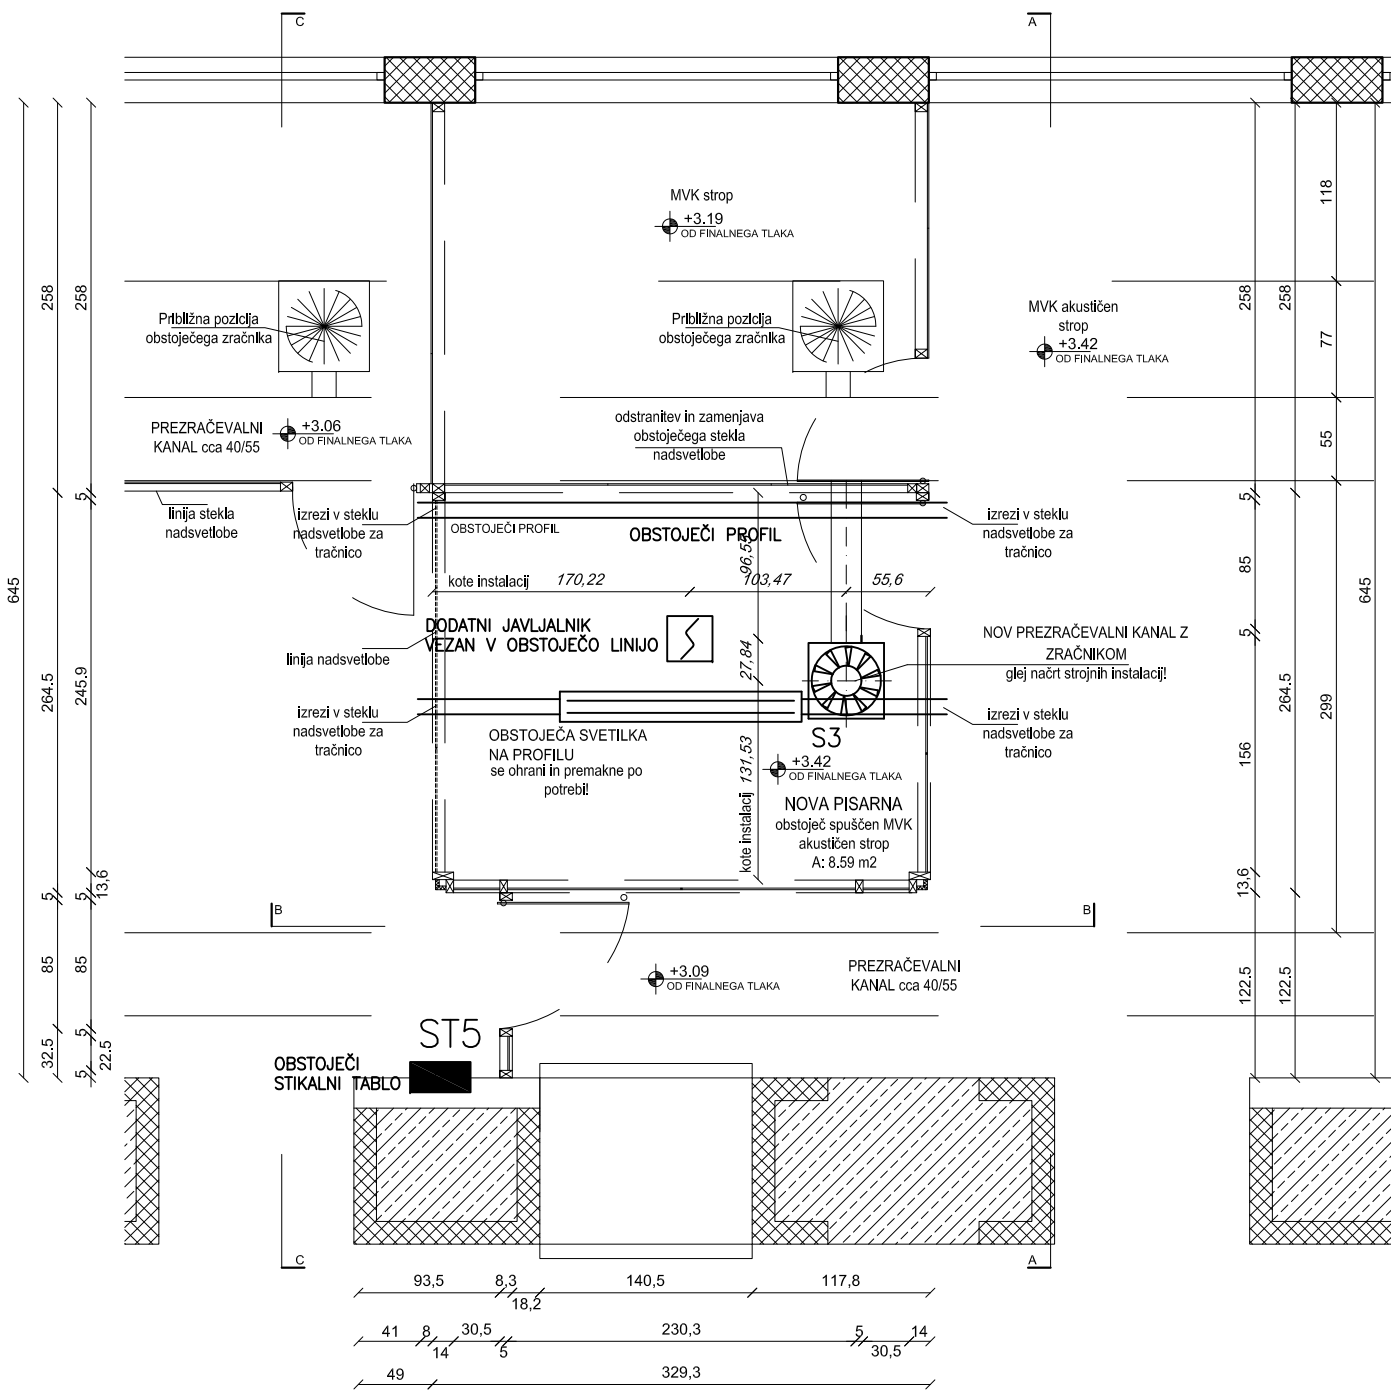 C
A
MVK strop
+3.19
OD FINALNEGA TLAKA
118
258
258
258
258
Približna pozicija
obstoječega zračnika
Približna pozicija
obstoječega zračnika
MVK akustičen
strop
+3.42
OD FINALNEGA TLAKA
77
PREZRAČEVALNI
KANAL cca 40/55
+3.06
OD FINALNEGA TLAKA
odstranitev in zamenjava
obstoječega stekla
nadsvetlobe
55
5
5
5
linija stekla
nadsvetlobe
izrezi v steklu
nadsvetlobe za
tračnico
OBSTOJEČI PROFIL
OBSTOJEČI PROFIL
izrezi v steklu
nadsvetlobe za
tračnico
96,53
85
645
645
kote instalacij
170,22
103,47
55,6
DODATNI JAVLJALNIK
VEZAN V OBSTOJEČO LINIJO
5
linija nadsvetlobe
27,84
NOV PREZRAČEVALNI KANAL Z
ZRAČNIKOM
glej načrt strojnih instalacij!
264.5
245.9
264.5
299
izrezi v steklu
nadsvetlobe za
tračnico
OBSTOJEČA SVETILKA
NA PROFILU
se ohrani in premakne po
potrebi!
S3
izrezi v steklu
nadsvetlobe za
tračnico
+3.42
OD FINALNEGA TLAKA
156
kote instalacij
131,53
NOVA PISARNA
obstoječ spuščen MVK
akustičen strop
A: 8.59 m2
5
5
13,6
13,6
B
B
85
85
+3.09
OD FINALNEGA TLAKA
PREZRAČEVALNI
KANAL cca 40/55
122.5
122.5
ST5
32.5
5
22.5
5
OBSTOJEČI
STIKALNI TABLO
C
A
93,5
8,3
18,2
140,5
117,8
41
8
14
30,5
5
230,3
5
30,5
14
49
329,3